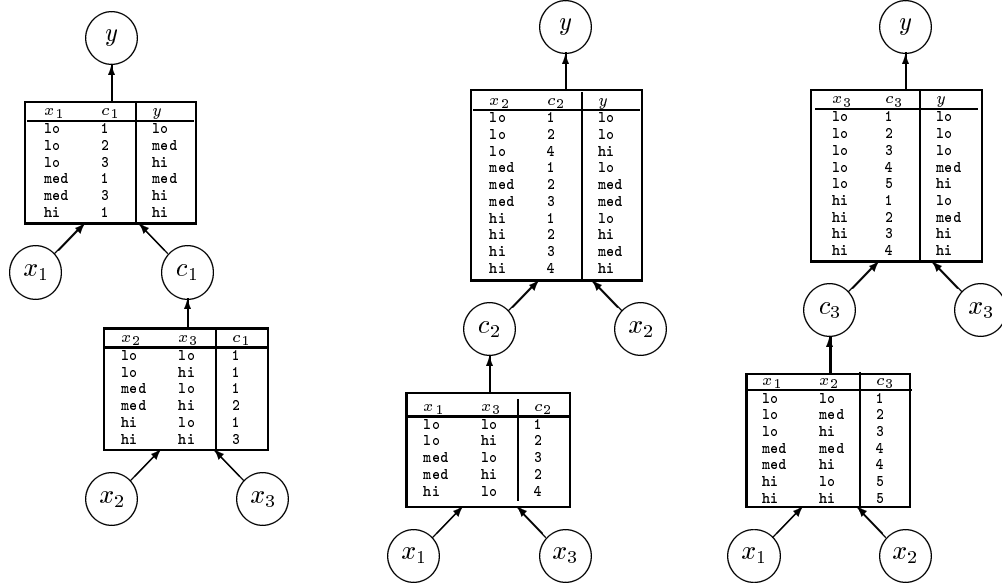 y
x1 c1 y
lo 1 lo
lo 2 med
lo 3 hi
med 1 med
med 3 hi
hi 1 hi
x1
c1
x2 x3 c1
lo lo 1
lo hi 1
med lo 1
med hi 2
hi lo 1
hi hi 3
x2
x3
y
x2 c2 y
lo 1 lo
lo 2 lo
lo 4 hi
med 1 lo
med 2 med
med 3 med
hi 1 lo
hi 2 hi
hi 3 med
hi 4 hi
c2
x2
x1 x3 c2
lo lo 1
lo hi 2
med lo 3
med hi 2
hi lo 4
x1
x3
y
x3 c3 y
lo 1 lo
lo 2 lo
lo 3 lo
lo 4 med
lo 5 hi
hi 1 lo
hi 2 med
hi 3 hi
hi 4 hi
c3
x3
x1 x2 c3
lo lo 1
lo med 2
lo hi 3
med med 4
med hi 4
hi lo 5
hi hi 5
x1
x2